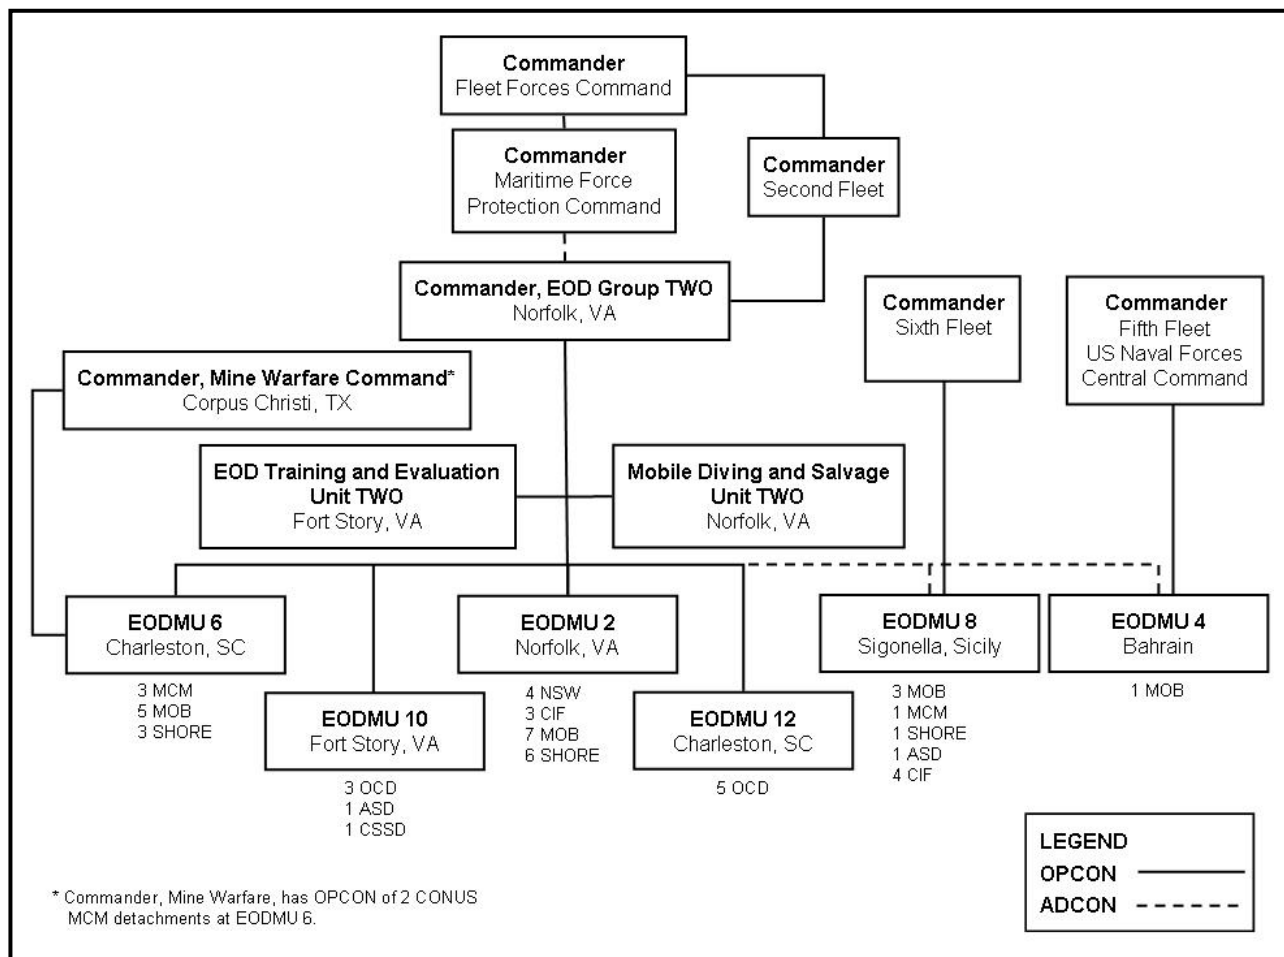 Commander
Fleet Forces Command
Commander
Maritime Force
Protection Command
Commander
Second Fleet
Commander, EOD Group TWO
Norfolk, VA
Commander
Sixth Fleet
Commander
Fifth Fleet
US Naval Forces
Central Command
Commander, Mine Warfare Command*
Corpus Christi, TX
EOD Training and Evaluation
Unit TWO
Fort Story, VA
Mobile Diving and Salvage
Unit TWO
Norfolk, VA
EODMU 6
Charleston, SC
3 MCM
5 MOB
3 SHORE
EODMU 10
Fort Story, VA
3 OCD
1 ASD
1 CSSD
EODMU 2
Norfolk, VA
4 NSW
3 CIF
7 MOB
6 SHORE
EODMU 12
Charleston, SC
5 OCD
EODMU 8
Sigonella, Sicily
3 MOB
1 MCM
1 SHORE
1 ASD
4 CIF
EODMU 4
Bahrain
1 MOB
LEGEND
OPCON
ADCON
* Commander, Mine Warfare, has OPCON of 2 CONUS
MCM detachments at EODMU 6.